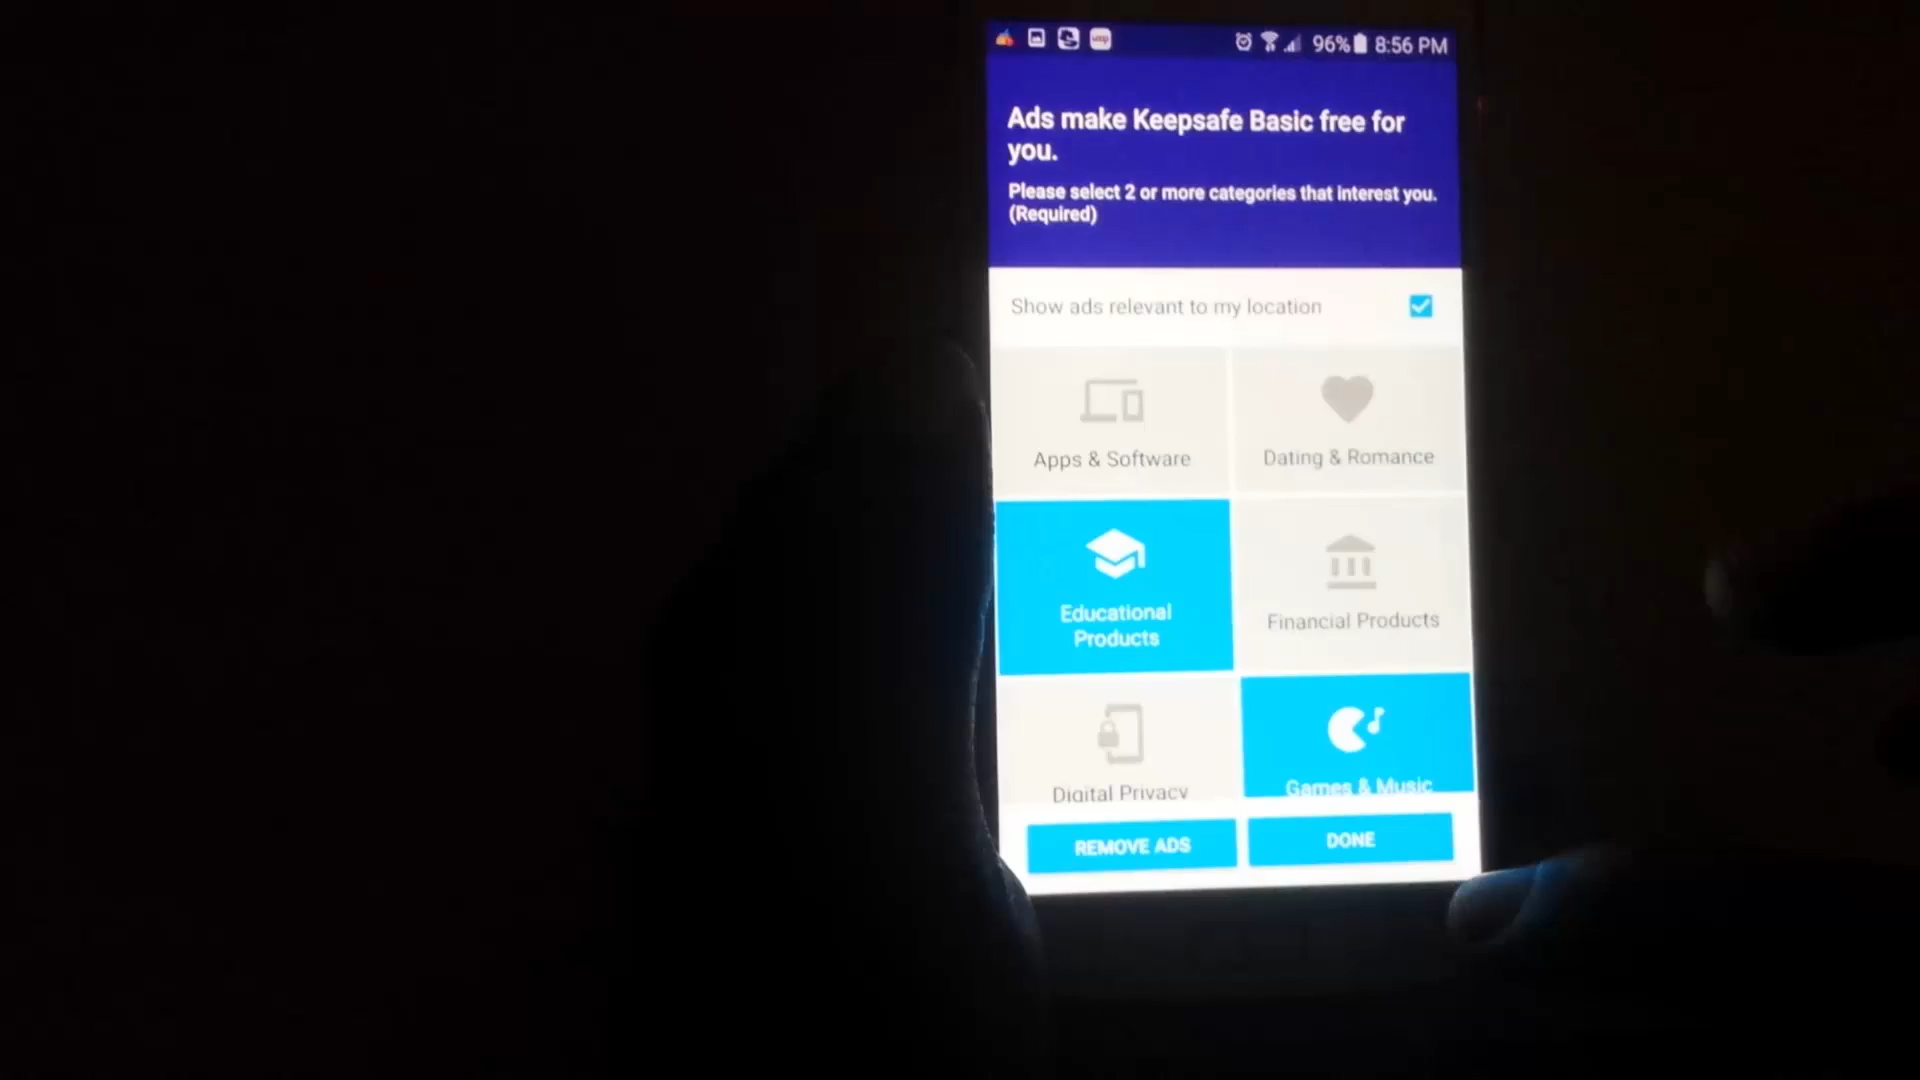 96% 8:56 PM
Ads make Keepsafe Basic free for
you.
Please select 2 or more categories that interest you.
(Required)
Show ads relevant to my location
Apps & Software
Dating & Romance
Educational
Products
Financial Products
Digital Privacy
Games & Music
REMOVE ADS
DONE